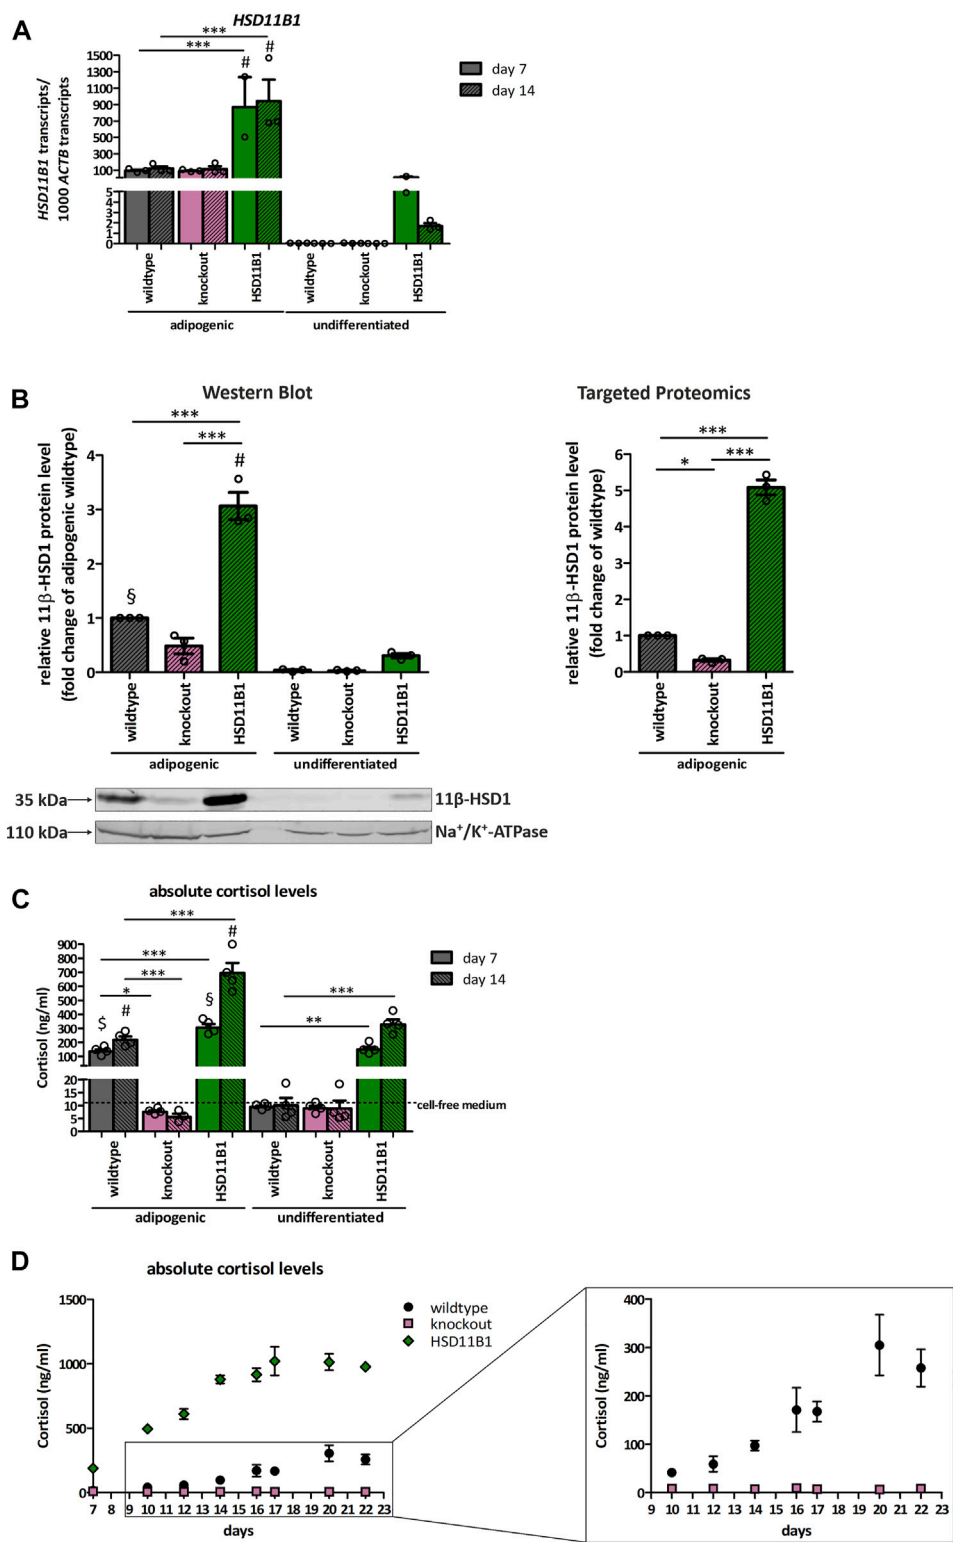 A
HSD11B1
***
***
#
#
HSD11B1 transcripts/
1000 ACTB transcripts
1500
1300
1100
900
700
500
300
100
5
4
3
2
2
1
0
day 7
day 14
wildtype
knockout
HSD11B1
wildtype
knockout
HSD11B1
adipogenic
undifferentiated
B
Western Blot
***
***
#
§
relative 11β-HSD1 protein level
(fold change of adipogenic wildtype)
4
3
2
1
0
wildtype
knockout
HSD11B1
wildtype
knockout
HSD11B1
adipogenic
undifferentiated
35 kDa
11β-HSD1
110 kDa
Na⁺/K⁺-ATPase
Targeted Proteomics
***
*
***
relative 11β-HSD1 protein level
(fold change of wildtype)
6
5
4
3
2
1
0
wildtype
knockout
HSD11B1
adipogenic
C
absolute cortisol levels
***
***
***
*
$
#
§
#
***
**
Cortisol (ng/ml)
900
800
700
600
500
400
300
200
100
20
15
10
5
0
day 7
day 14
cell-free medium
wildtype
knockout
HSD11B1
wildtype
knockout
HSD11B1
adipogenic
undifferentiated
D
absolute cortisol levels
Cortisol (ng/ml)
1500
1000
500
0
wildtype
knockout
HSD11B1
7 8 9 10 11 12 13 14 15 16 17 18 19 20 21 22 23
days
Cortisol (ng/ml)
400
300
200
100
0
9 10 11 12 13 14 15 16 17 18 19 20 21 22 23
days